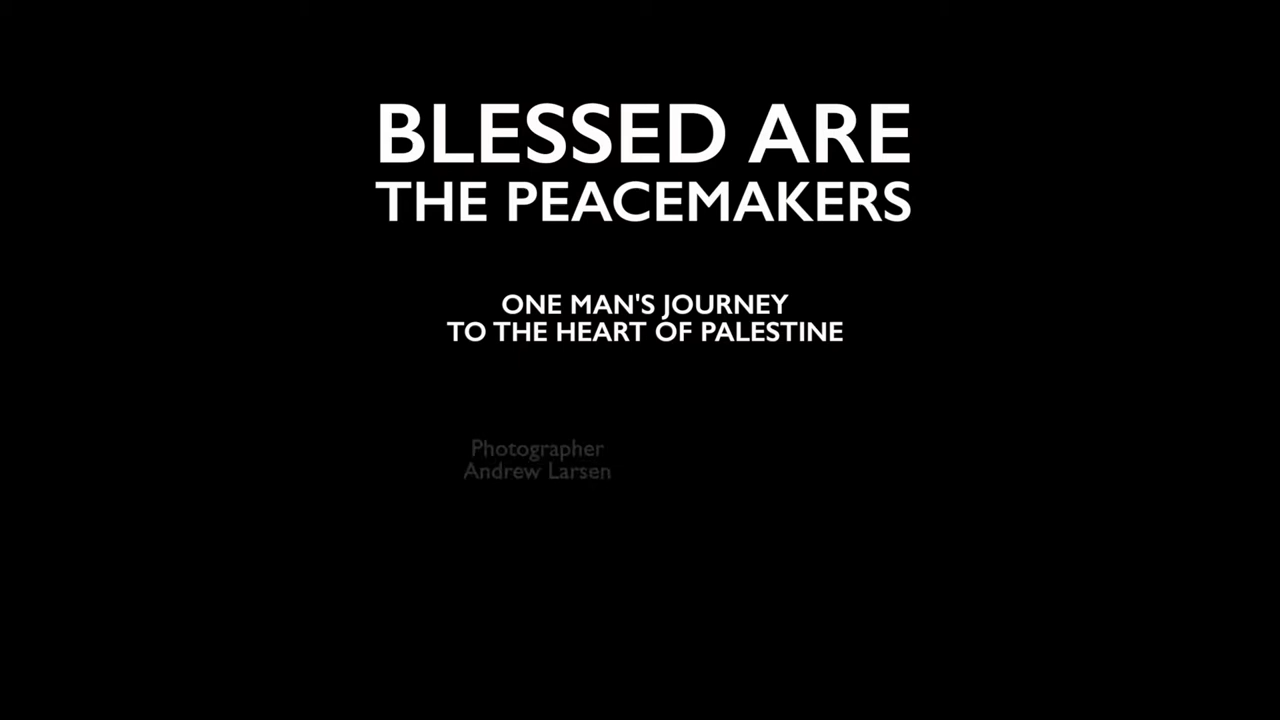 BLESSED ARE
THE PEACEMAKERS
ONE MAN'S JOURNEY
TO THE HEART OF PALESTINE
Photographer
Andrew Larsen